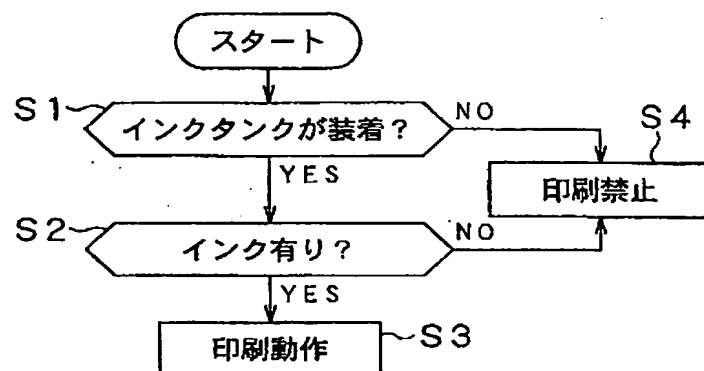 スタート
S1
インクタンクが装着?
NO
S4
YES
印刷禁止
S2
インク有り?
NO
YES
印刷動作
S3